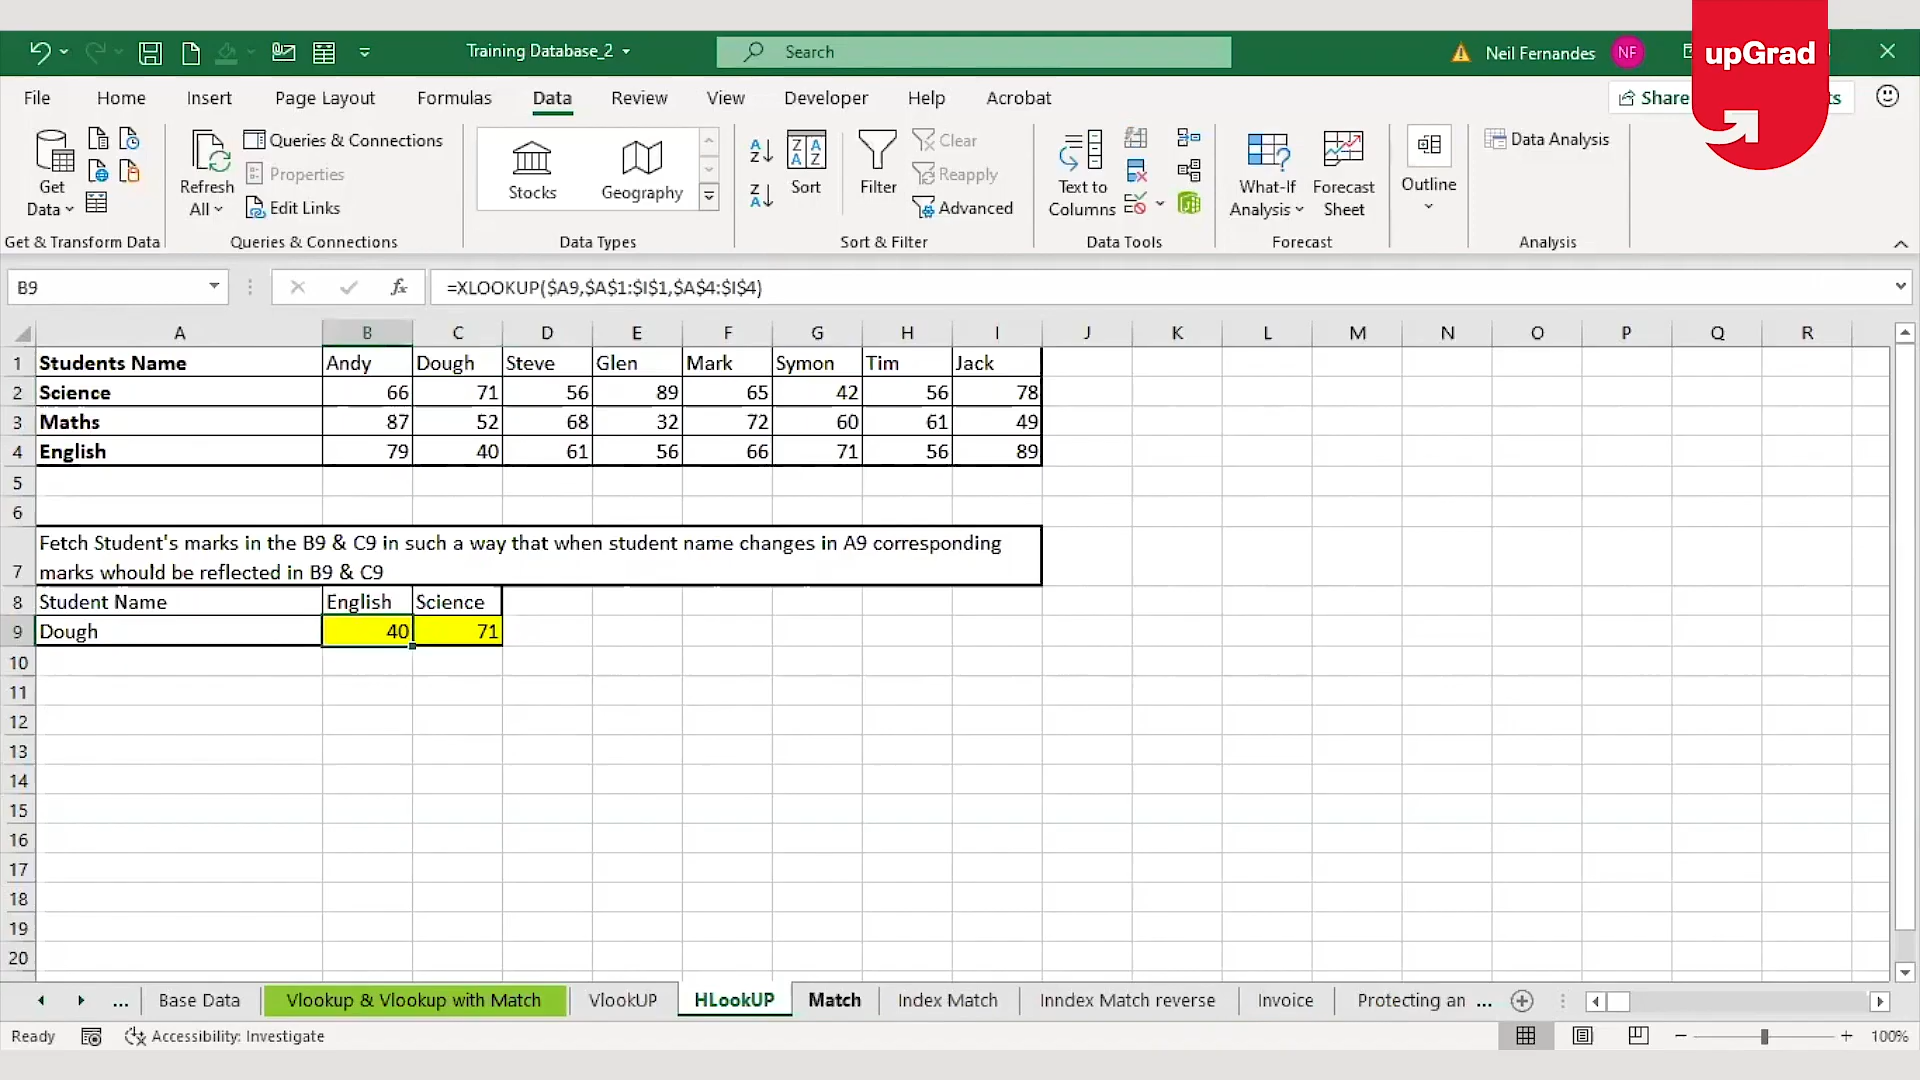 Training Database_2
Search
Neil Fernandes
NF
upGrad
File Home Insert Page Layout Formulas Data Review View Developer Help Acrobat
Share
ts
Get Data
Refresh All
Queries & Connections
Properties
Edit Links
Stocks
Geography
Sort
Filter
Clear
Reapply
Advanced
Text to Columns
What-If Analysis
Forecast Sheet
Outline
Data Analysis
Get & Transform Data
Queries & Connections
Data Types
Sort & Filter
Data Tools
Forecast
Analysis
B9
fx
=XLOOKUP($A9,$A$1:$I$1,$A$4:$I$4)
A B C D E F G H I J K L M N O P Q R
1 Students Name Andy Dough Steve Glen Mark Symon Tim Jack
2 Science 66 71 56 89 65 42 56 78
3 Maths 87 52 68 32 72 60 61 49
4 English 79 40 61 56 66 71 56 89
5
6
Fetch Student's marks in the B9 & C9 in such a way that when student name changes in A9 corresponding
7 marks whould be reflected in B9 & C9
8 Student Name English Science
9 Dough 40 71
10
11
12
13
14
15
16
17
18
19
20
... Base Data Vlookup & Vlookup with Match VlookUP HLookUP Match Index Match Inndex Match reverse Invoice Protecting an ...
Ready Accessibility: Investigate 100%